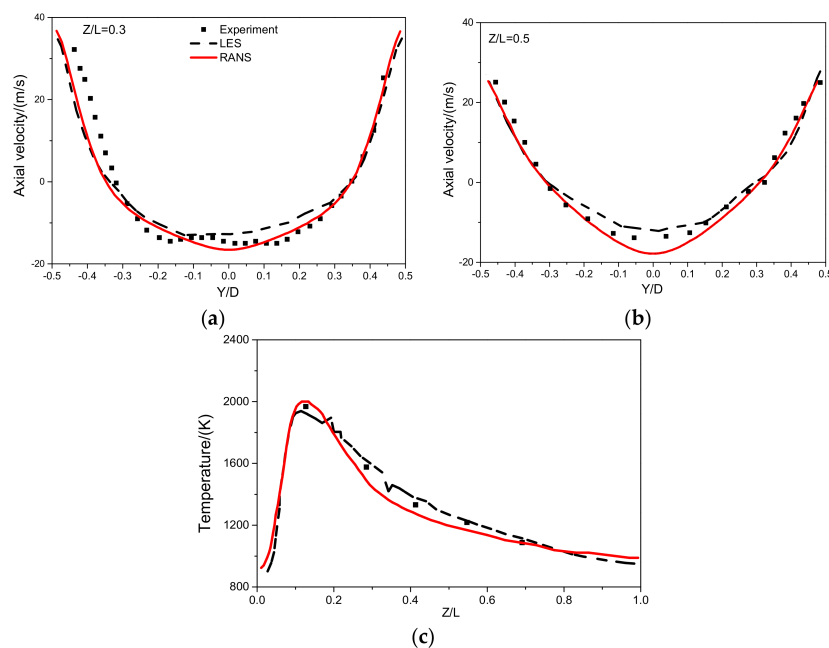 Z/L=0.3
Experiment
LES
RANS
Axial velocity/(m/s)
40
20
0
-20
-0.5 -0.4 -0.3 -0.2 -0.1 0.0 0.1 0.2 0.3 0.4 0.5
Y/D
(a)
Z/L=0.5
Axial velocity/(m/s)
40
20
0
-20
-0.5 -0.4 -0.3 -0.2 -0.1 0.0 0.1 0.2 0.3 0.4 0.5
Y/D
(b)
Temperature/(K)
2400
2000
1600
1200
800
0.0 0.2 0.4 0.6 0.8 1.0
Z/L
(c)